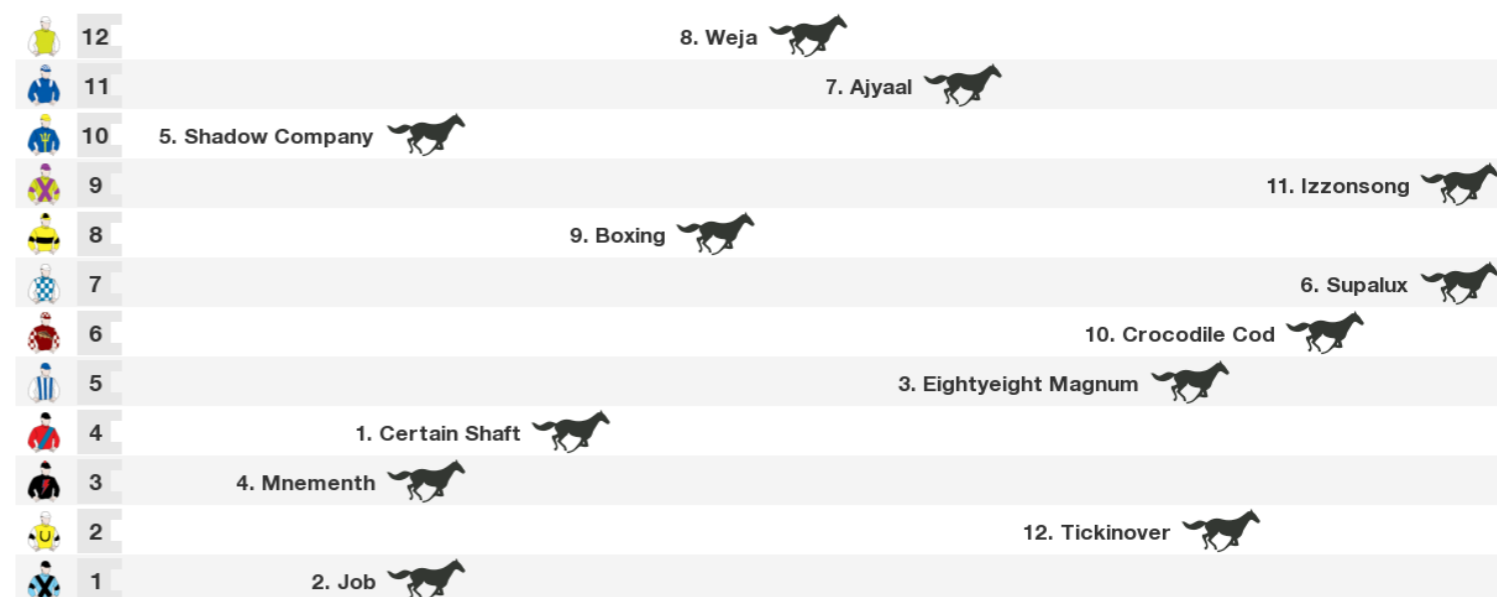 12 8. Weja
11 7. Ajyaal
10 5. Shadow Company
9 11. Izzonsong
8 9. Boxing
7 6. Supalux
6 10. Crocodile Cod
5 3. Eightyeight Magnum
4 1. Certain Shaft
3 4. Mnementh
2 12. Tickinover
1 2. Job